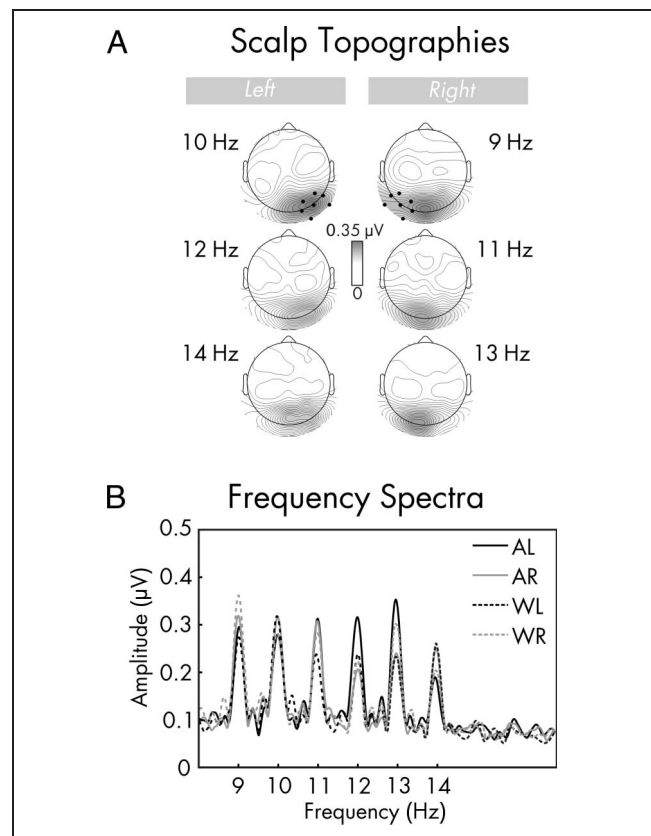 A Scalp Topographies
Left Right
10 Hz 9 Hz
0.35 µV
12 Hz 11 Hz
0
14 Hz 13 Hz
B Frequency Spectra
0.5
0.4
0.3
0.2
0.1
0
Amplitude (µV)
AL
AR
WL
WR
9 10 11 12 13 14
Frequency (Hz)